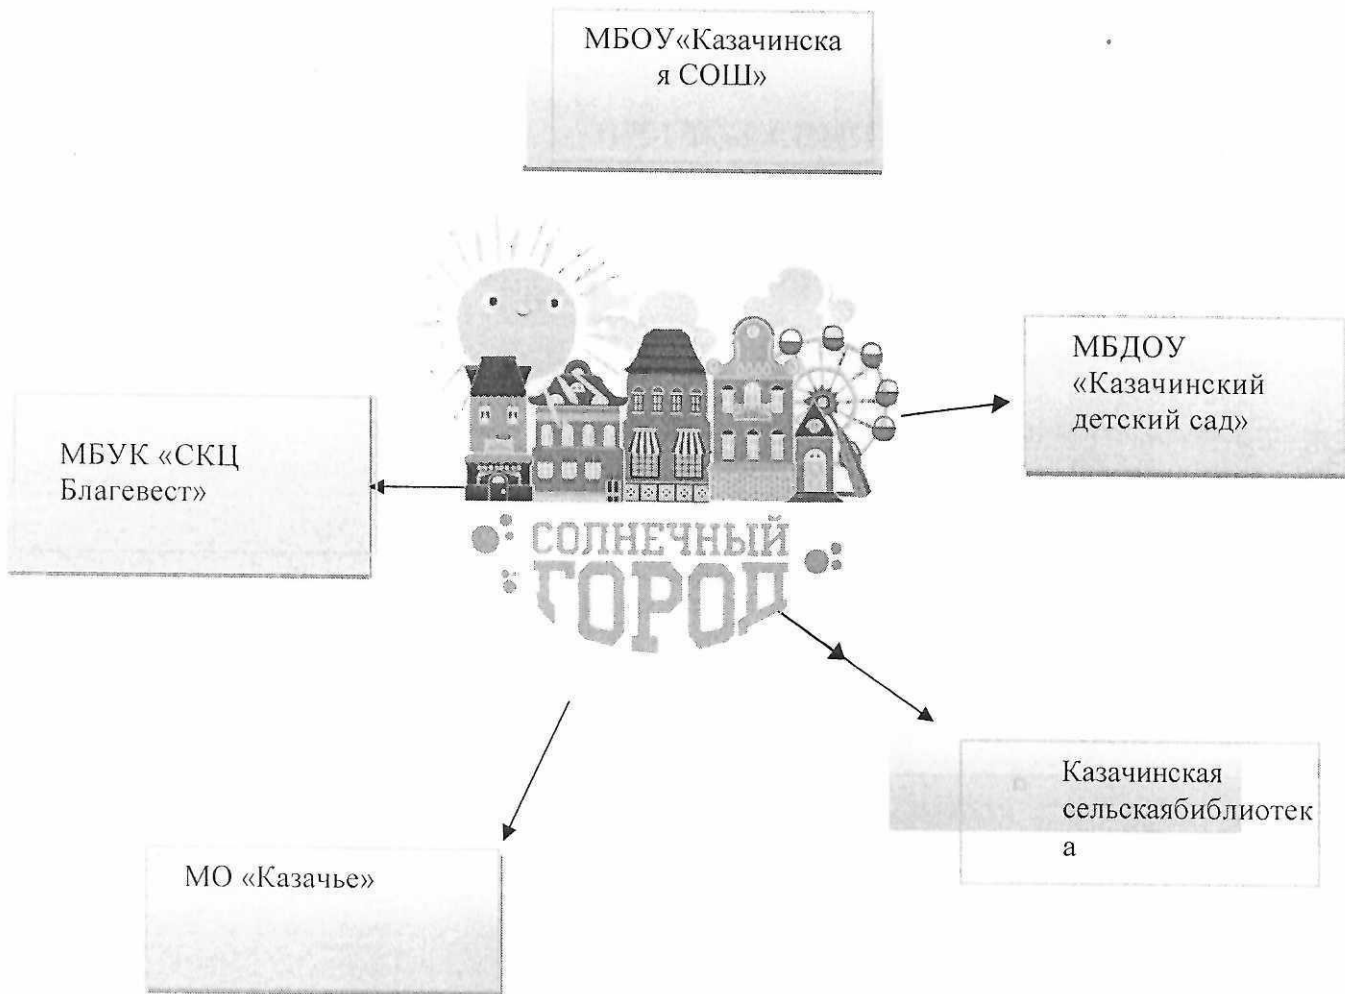 МБОУ«Казачинска
я СОШ»
МБДОУ
«Казачинский
детский сад»
МБУК «СКЦ
Благевест»
СОЛНЕЧНЫЙ
ГОРОД
Казачинская
сельскаябиблиотек
а
МО «Казачье»